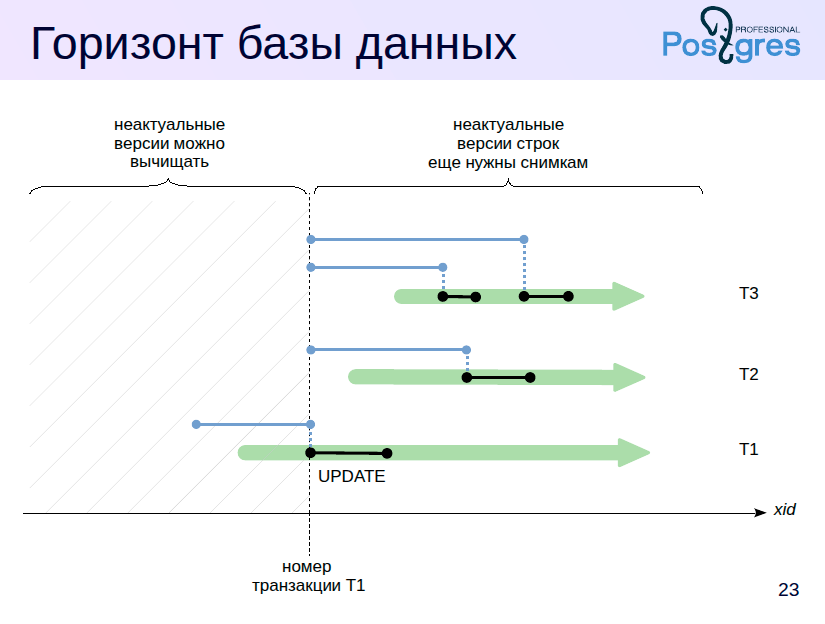 Горизонт базы данных
PROFESSIONAL
Postgres
неактуальные
версии можно
вычищать
неактуальные
версии строк
еще нужны снимкам
T3
T2
T1
UPDATE
xid
номер
транзакции T1
23